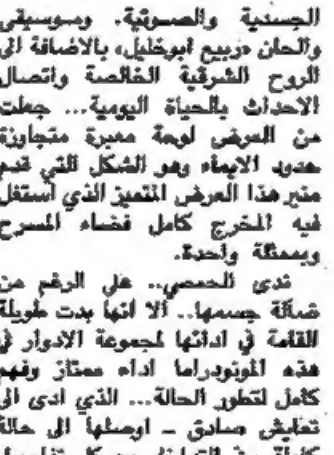 الجسدية والصوتية. وموسيقى
والحان «ربيع ابوخليل» بالاضافة الى
الروح الشرقية الخالصة واتصال
الاحداث بالحياة اليومية... جعلت
من العرض لوحة معبرة متجاوزة
حدود الايماء وهو الشكل الذي قدم
منير هذا العرض المتميز الذي استغل
فيه المخرج كامل فضاء المسرح
وبممثلة واحدة.
ندى الحمصي.. على الرغم من
ضآلة جسمها.. الا انها بدت طويلة
القامة في ادائها لمجموعة الادوار في
هذه المونودراما اداء ممتاز وفهم
كامل لتطور الحالة... الذي ادى الى
تعايش صادق - اوصلها الى حالة